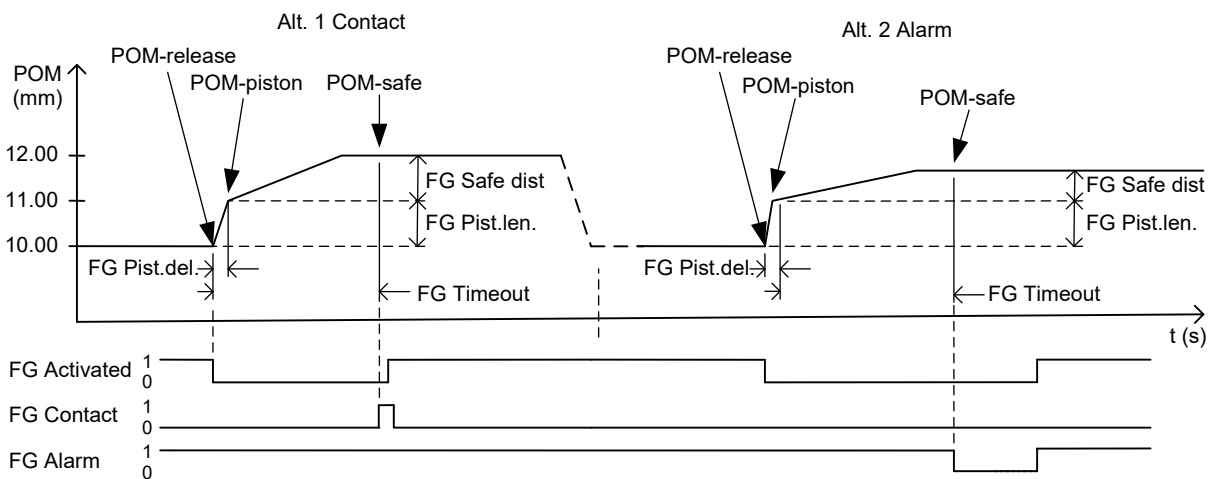 Alt. 1 Contact
Alt. 2 Alarm
POM-release
POM-piston
POM-safe
POM-release
POM-piston
POM-safe
POM
(mm)
12.00
11.00
10.00
FG Safe dist
FG Pist.len.
FG Pist.del.
FG Timeout
FG Safe dist
FG Pist.len.
FG Pist.del.
FG Timeout
t (s)
FG Activated 1
0
FG Contact 1
0
FG Alarm 1
0